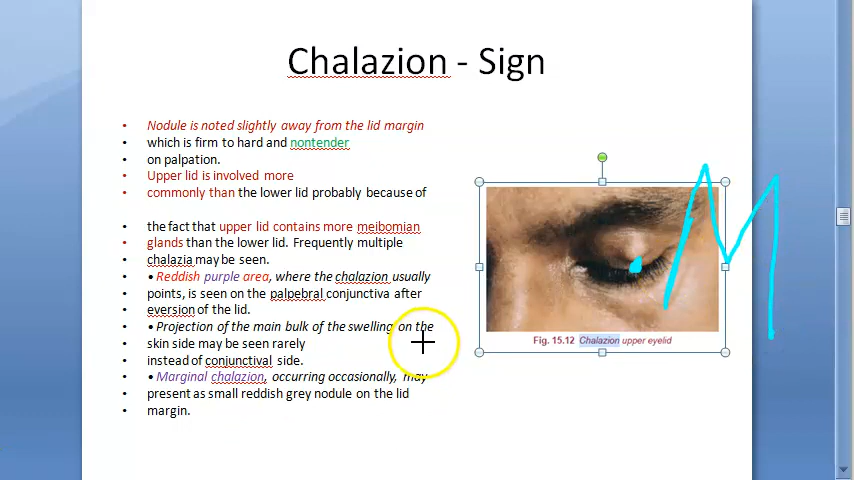 Chalazion - Sign
• Nodule is noted slightly away from the lid margin
• which is firm to hard and nontender
• on palpation.
• Upper lid is involved more
• commonly than the lower lid probably because of
• the fact that upper lid contains more meibomian
• glands than the lower lid. Frequently multiple
• chalazia may be seen.
• • Reddish purple area, where the chalazion usually
• points, is seen on the palpebral conjunctiva after
• eversion of the lid.
• • Projection of the main bulk of the swelling on the
• skin side may be seen rarely
• instead of conjunctival side.
• • Marginal chalazion, occurring occasionally, may
• present as small reddish grey nodule on the lid
• margin.
M
Fig. 15.12 Chalazion upper eyelid